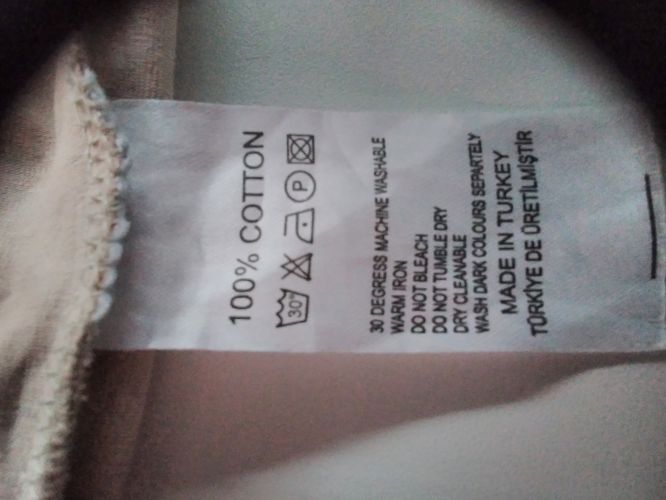 100% COTTON
30° P
30 DEGRESS MACHINE WASHABLE
WARM IRON
DO NOT BLEACH
DO NOT TUMBLE DRY
DRY CLEANABLE
WASH DARK COLOURS SEPARTELY
MADE IN TURKEY
TÜRKİYE DE ÜRETİLMİŞTİR